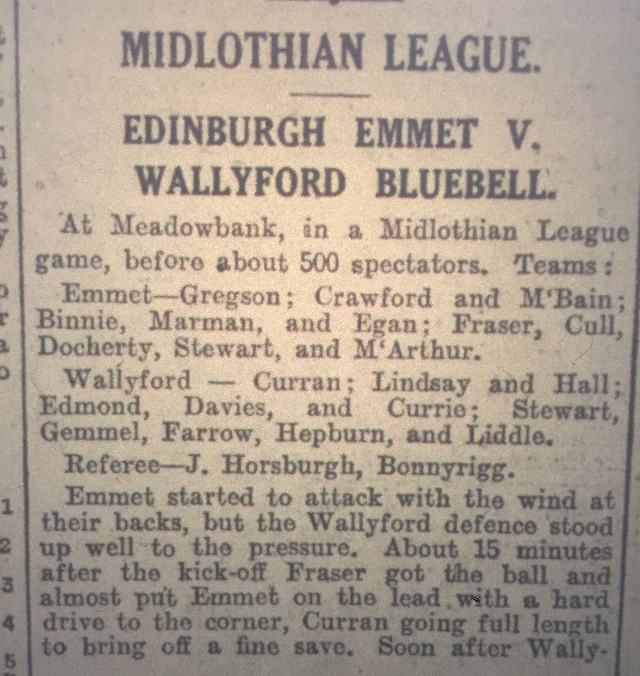 MIDLOTHIAN LEAGUE.
EDINBURGH EMMET V.
WALLYFORD BLUEBELL.
At Meadowbank, in a Midlothian League
game, before about 500 spectators. Teams:
Emmet—Gregson; Crawford and M'Bain;
Binnie, Marman, and Egan; Fraser, Cull,
Docherty, Stewart, and M'Arthur.
Wallyford — Curran; Lindsay and Hall;
Edmond, Davies, and Currie; Stewart,
Gemmel, Farrow, Hepburn, and Liddle.
Referee—J. Horsburgh, Bonnyrigg.
Emmet started to attack with the wind at
their backs, but the Wallyford defence stood
up well to the pressure. About 15 minutes
after the kick-off Fraser got the ball and
almost put Emmet on the lead with a hard
drive to the corner, Curran going full length
to bring off a fine save. Soon after Wally-
1
2
3
4
5